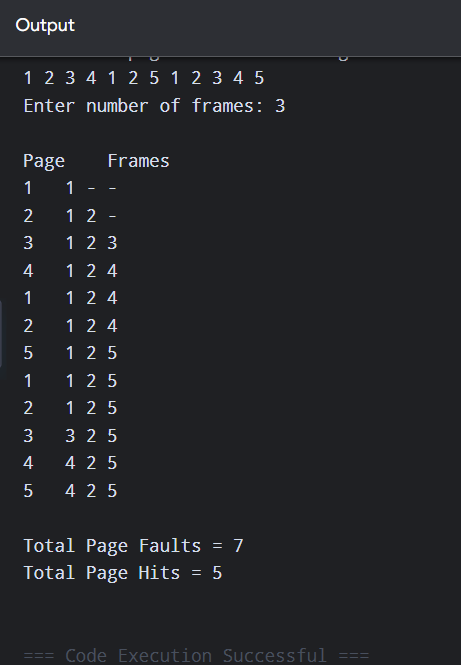 Output
1 2 3 4 1 2 5 1 2 3 4 5
Enter number of frames: 3
Page    Frames
1   1 - -
2   1 2 -
3   1 2 3
4   1 2 4
1   1 2 4
2   1 2 4
5   1 2 5
1   1 2 5
2   1 2 5
3   3 2 5
4   4 2 5
5   4 2 5
Total Page Faults = 7
Total Page Hits = 5
=== Code Execution Successful ===